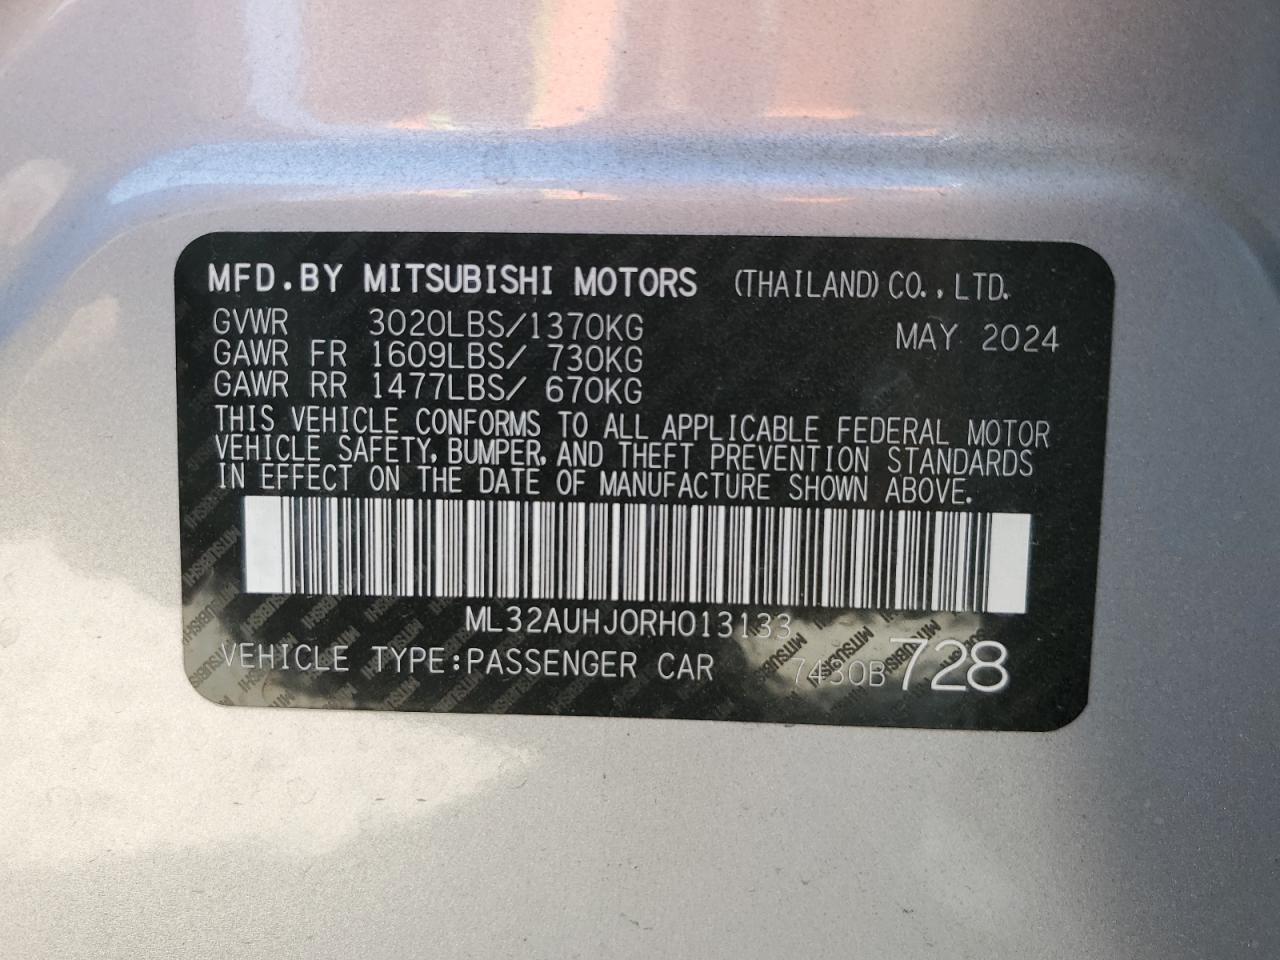 MFD.BY MITSUBISHI MOTORS (THAILAND) CO.,LTD.
GVWR 3020LBS/1370KG MAY 2024
GAWR FR 1609LBS/ 730KG
GAWR RR 1477LBS/ 670KG
THIS VEHICLE CONFORMS TO ALL APPLICABLE FEDERAL MOTOR
VEHICLE SAFETY, BUMPER, AND THEFT PREVENTION STANDARDS
IN EFFECT ON THE DATE OF MANUFACTURE SHOWN ABOVE.
ML32AUHJ0RH013133
VEHICLE TYPE:PASSENGER CAR 7430B 728